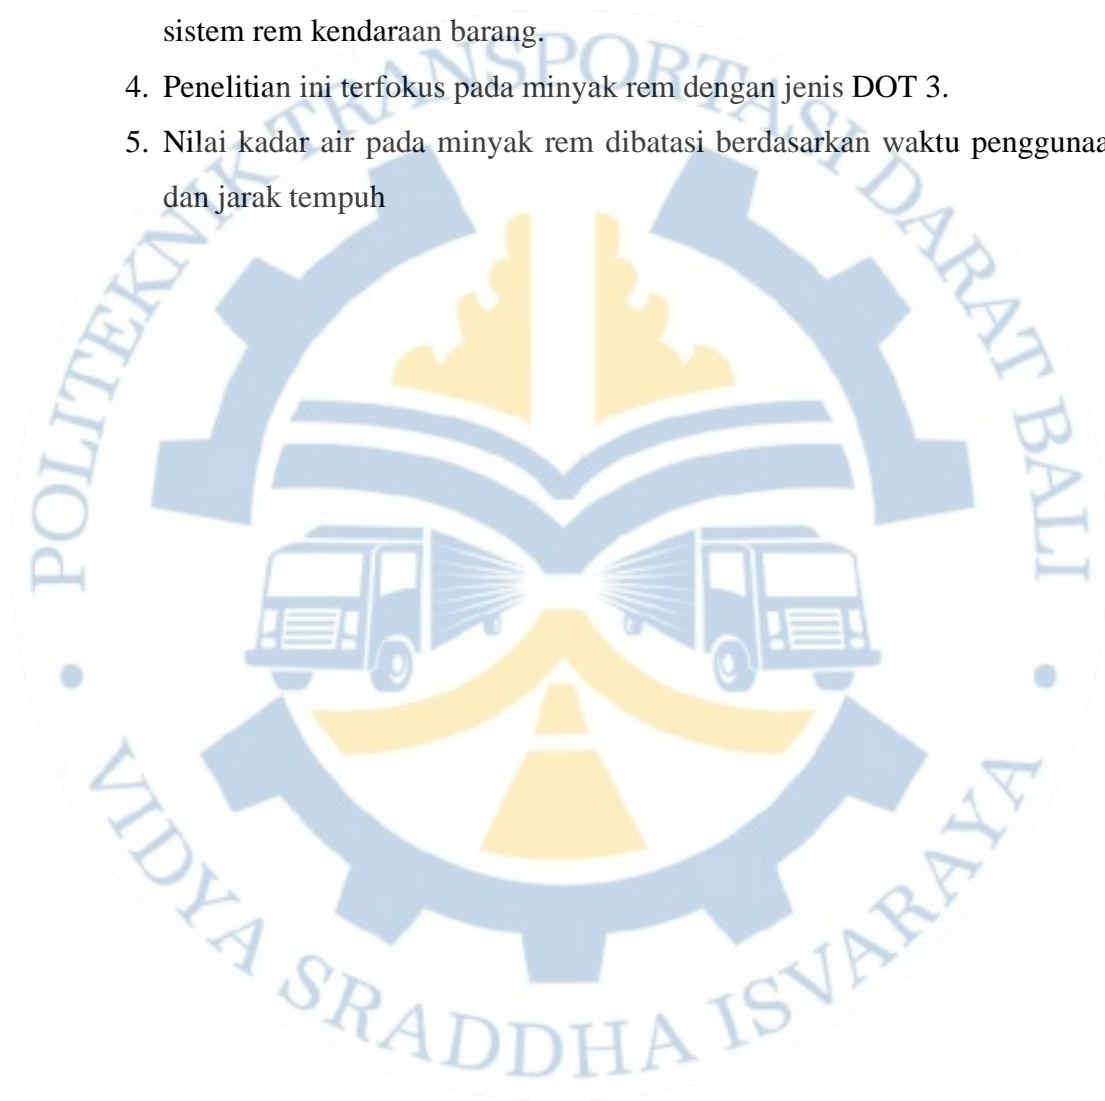 sistem rem kendaraan barang.
4. Penelitian ini terfokus pada minyak rem dengan jenis DOT 3.
5. Nilai kadar air pada minyak rem dibatasi berdasarkan waktu penggunaa
dan jarak tempuh
POLITEKNIK TRANSPORTASI DARAT BALI
• VIDYA SRADDHA ISVARAYA •